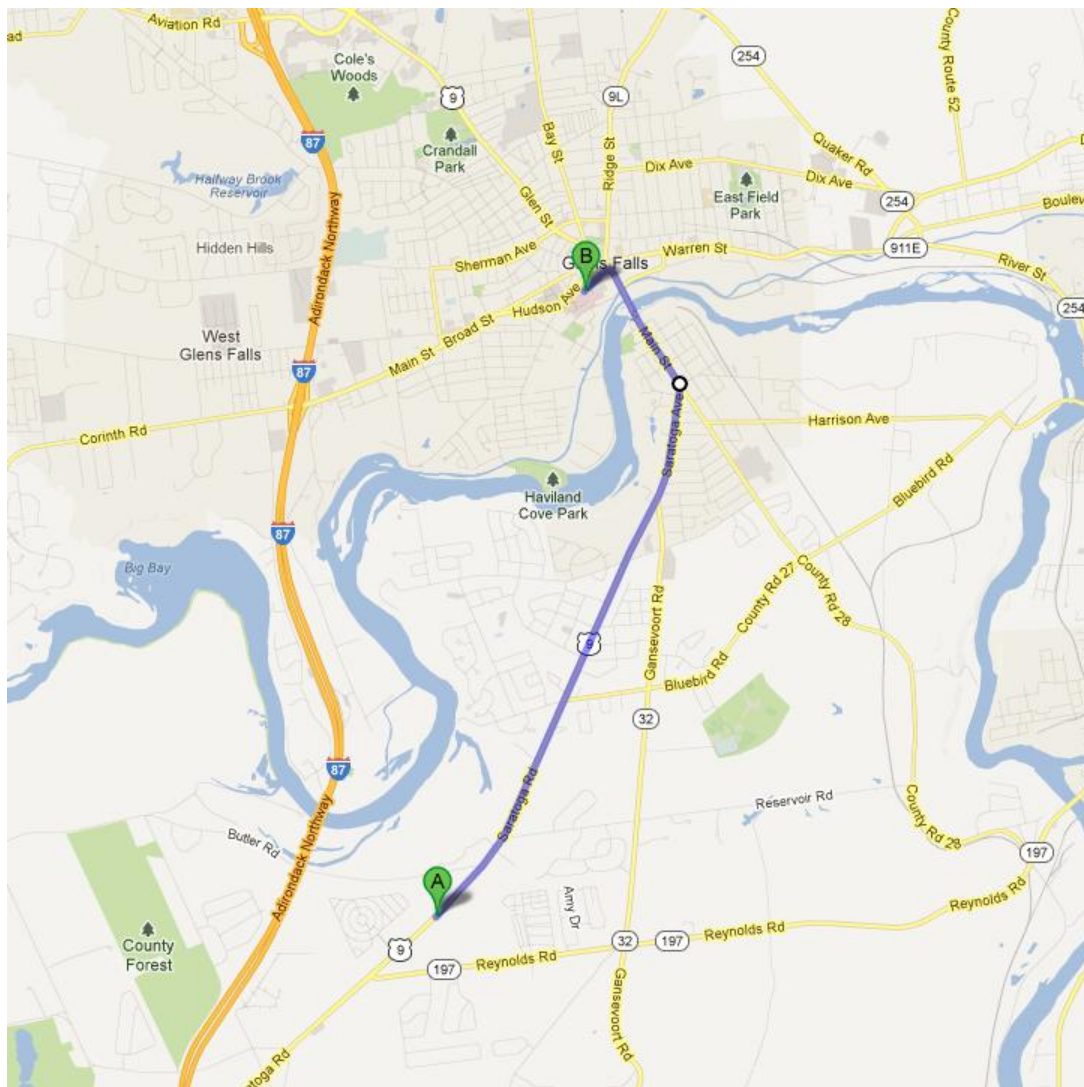 Aviation Rd
ad
Cole's
Woods
9
9L
254
County Route 52
Crandall
Park
87
Bay St
Ridge St
Quaker Rd
Dix Ave
Dix Ave
Halfway Brook
Reservoir
Glen St
East Field
Park
254
Boulev
Hidden Hills
Adirondack Northway
Sherman Ave
B
Glens Falls
Warren St
911E
River St
254
Hudson Ave
West
Glens Falls
Broad St
Main St
Main St
87
Corinth Rd
Saratoga Ave
Harrison Ave
Bluebird Rd
Haviland
Cove Park
87
Big Bay
County Rd 27
County Rd 28
Gansevoort Rd
9
Bluebird Rd
32
87
Saratoga Rd
Reservoir Rd
Butler Rd
County Rd 28
197
Adirondack Northway
A
Amy Dr
Reynolds Rd
County
Forest
9
197
Reynolds Rd
32
197
Reynolds Rd
Gansevoort Rd
toga Rd